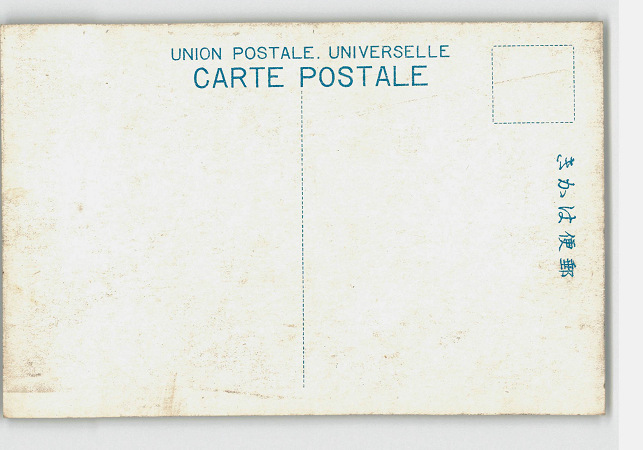 UNION POSTALE. UNIVERSELLE
CARTE POSTALE
きかは便郵